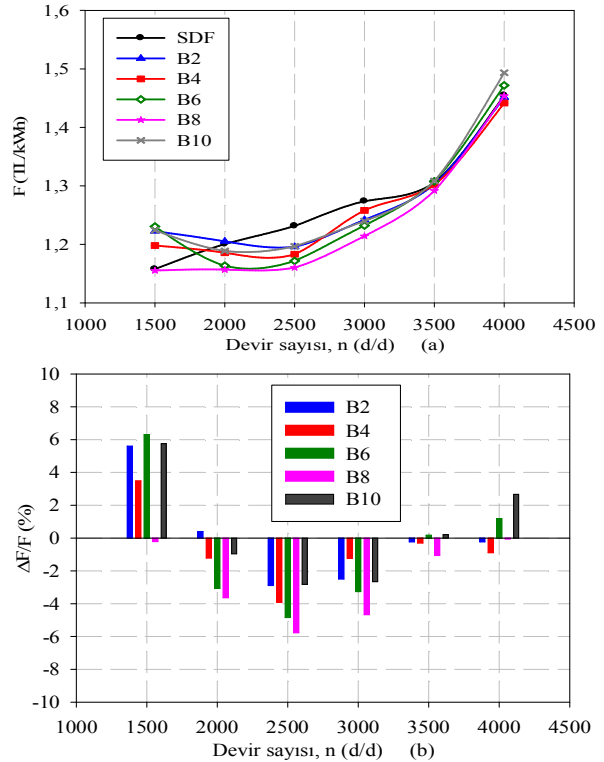 1,6
1,5
1,4
1,3
1,2
1,1
F (TL/kWh)
SDF
B2
B4
B6
B8
B10
1000 1500 2000 2500 3000 3500 4000 4500
Devir sayısı, n (d/d) (a)
10
8
6
4
2
0
-2
-4
-6
-8
-10
ΔF/F (%)
B2
B4
B6
B8
B10
1000 1500 2000 2500 3000 3500 4000 4500
Devir sayısı, n (d/d) (b)